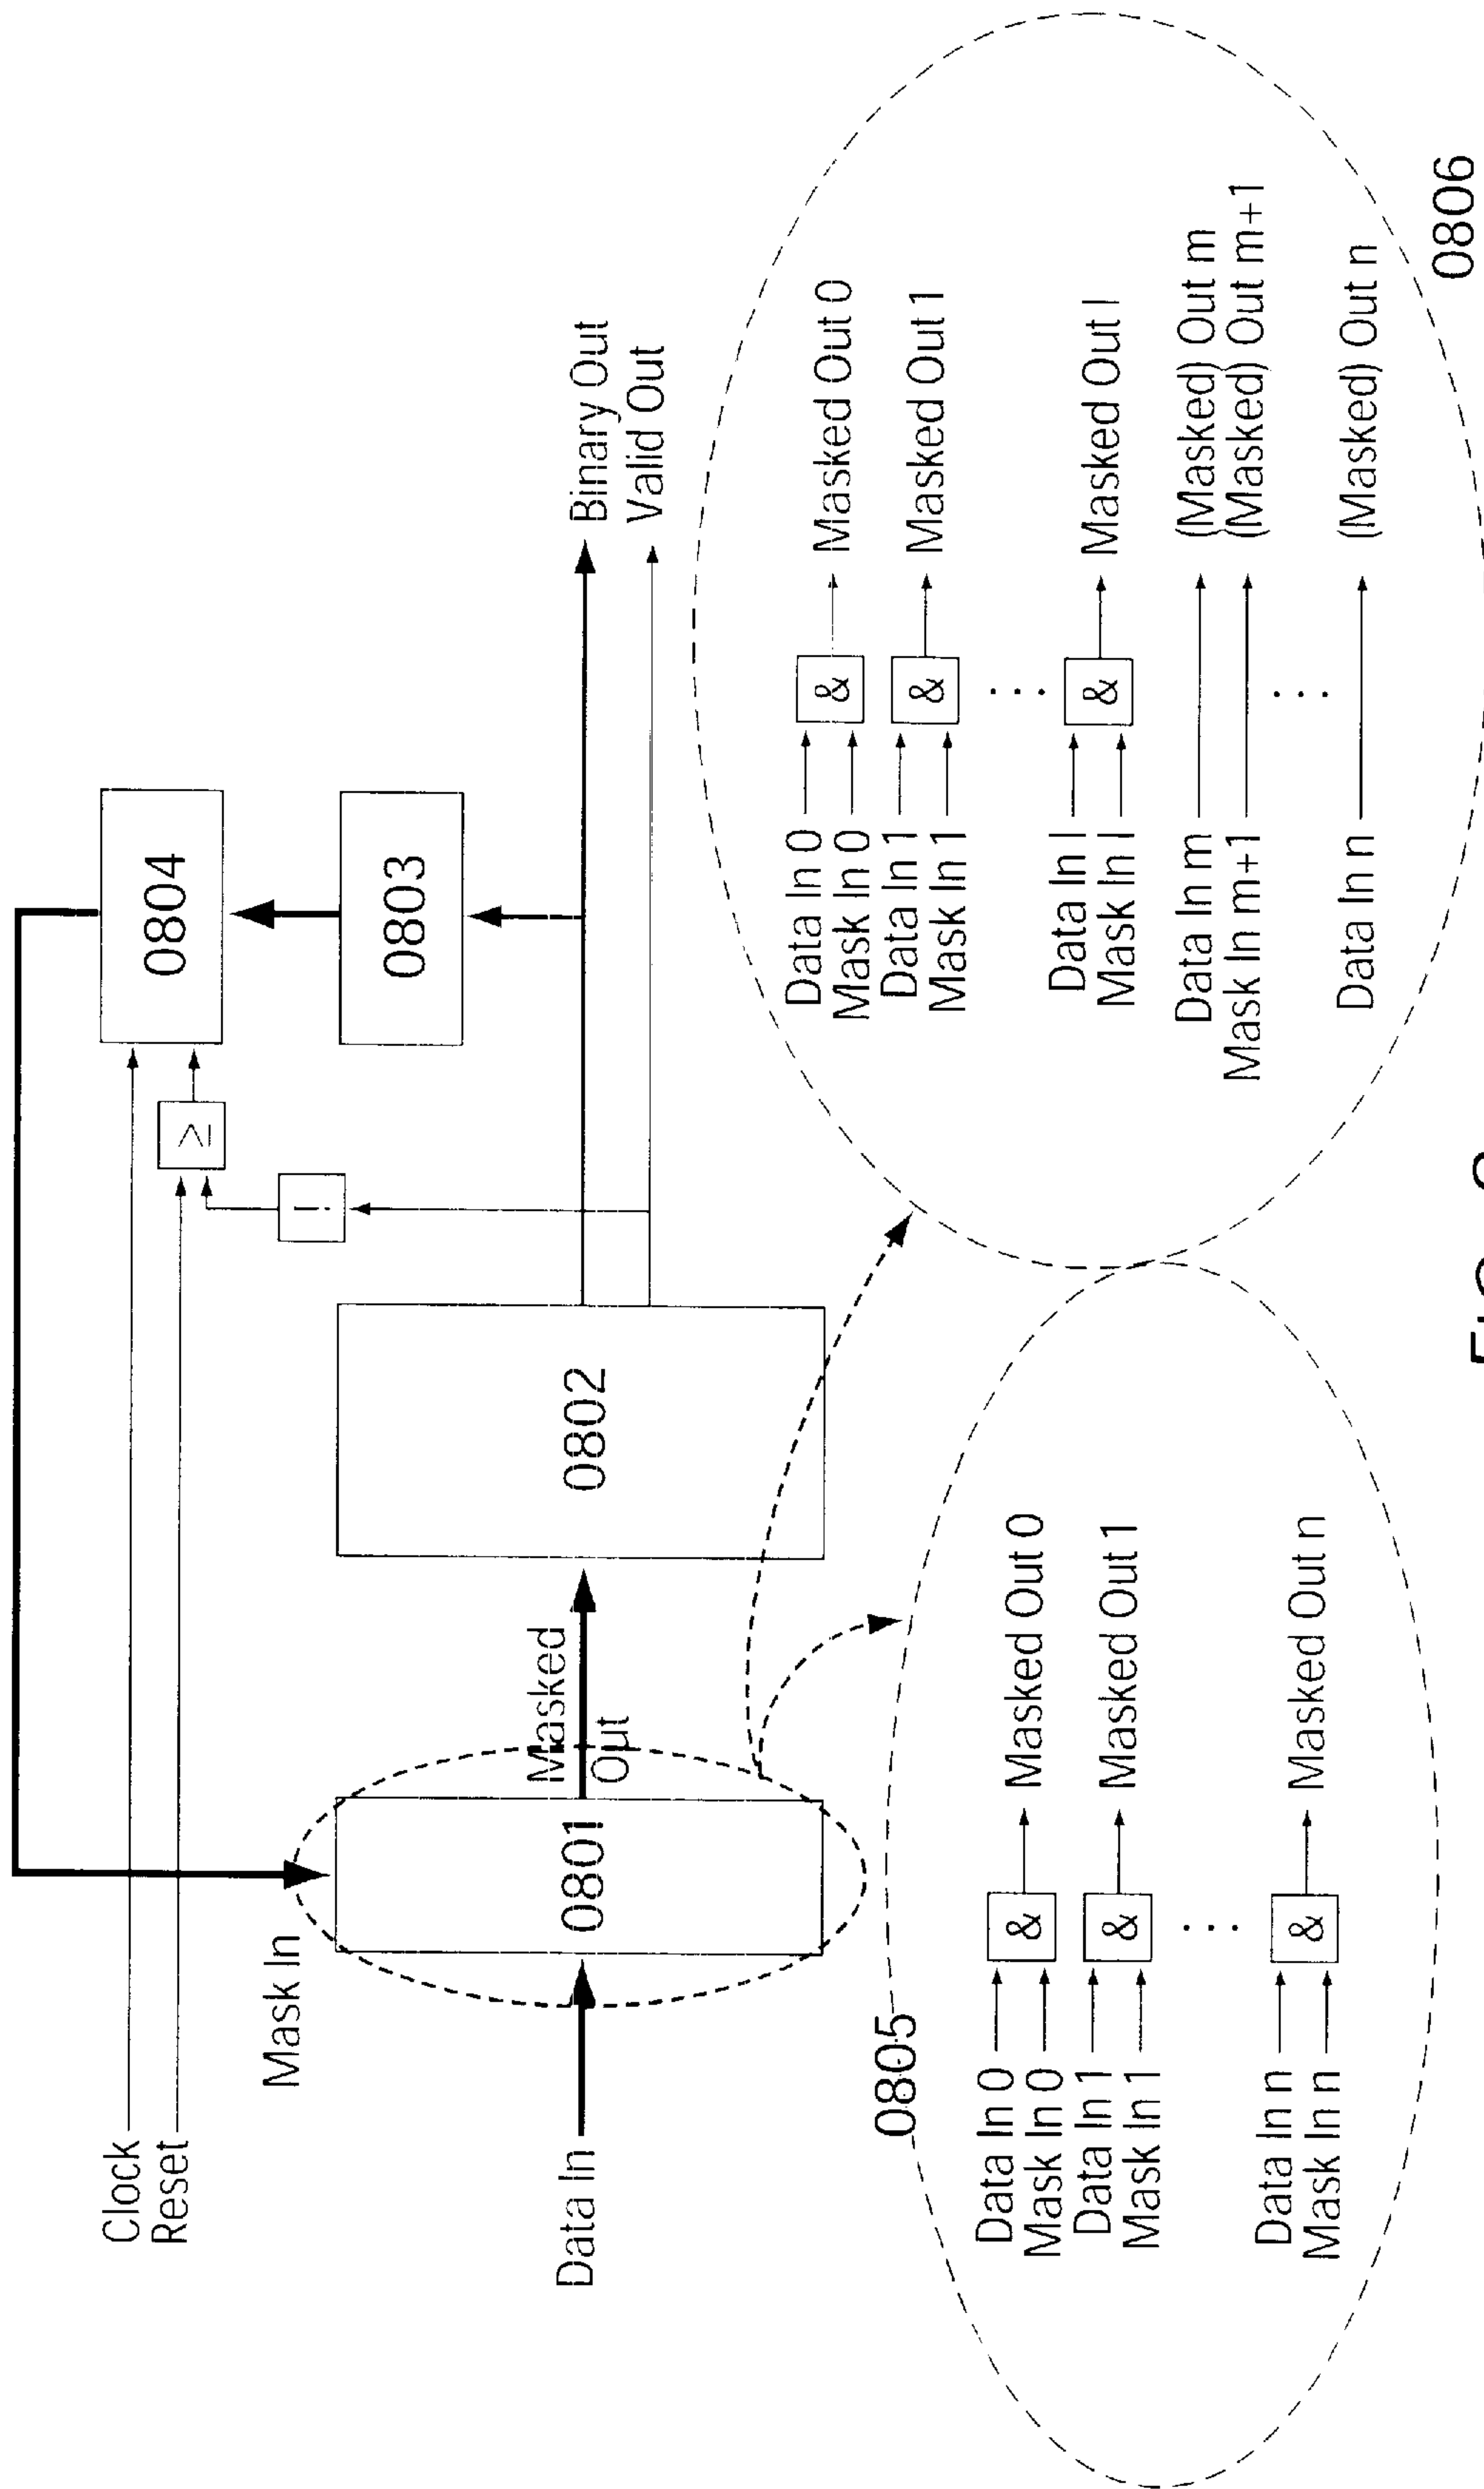 Clock
Reset
Mask In
Data In
0801
Masked
Out
0802
!
≥
0804
0803
Binary Out
Valid Out
0805
Data In 0
Mask In 0
&
Masked Out 0
Data In 1
Mask In 1
&
Masked Out 1
⋮
Data In n
Mask In n
&
Masked Out n
Data In 0
Mask In 0
&
Masked Out 0
Data In 1
Mask In 1
&
Masked Out 1
⋮
Data In l
Mask In l
&
Masked Out l
Data In m
(Masked) Out m
Mask In m+1
(Masked) Out m+1
⋮
Data In n
(Masked) Out n
0806